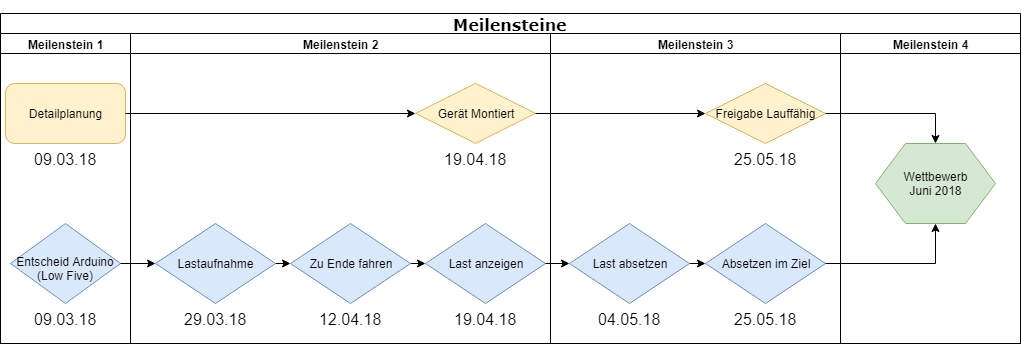 Meilensteine
Meilenstein 1
Meilenstein 2
Meilenstein 3
Meilenstein 4
Detailplanung
Gerät Montiert
Freigabe Lauffähig
09.03.18
19.04.18
25.05.18
Wettbewerb
Juni 2018
Entscheid Arduino
(Low Five)
Lastaufnahme
Zu Ende fahren
Last anzeigen
Last absetzen
Absetzen im Ziel
09.03.18
29.03.18
12.04.18
19.04.18
04.05.18
25.05.18